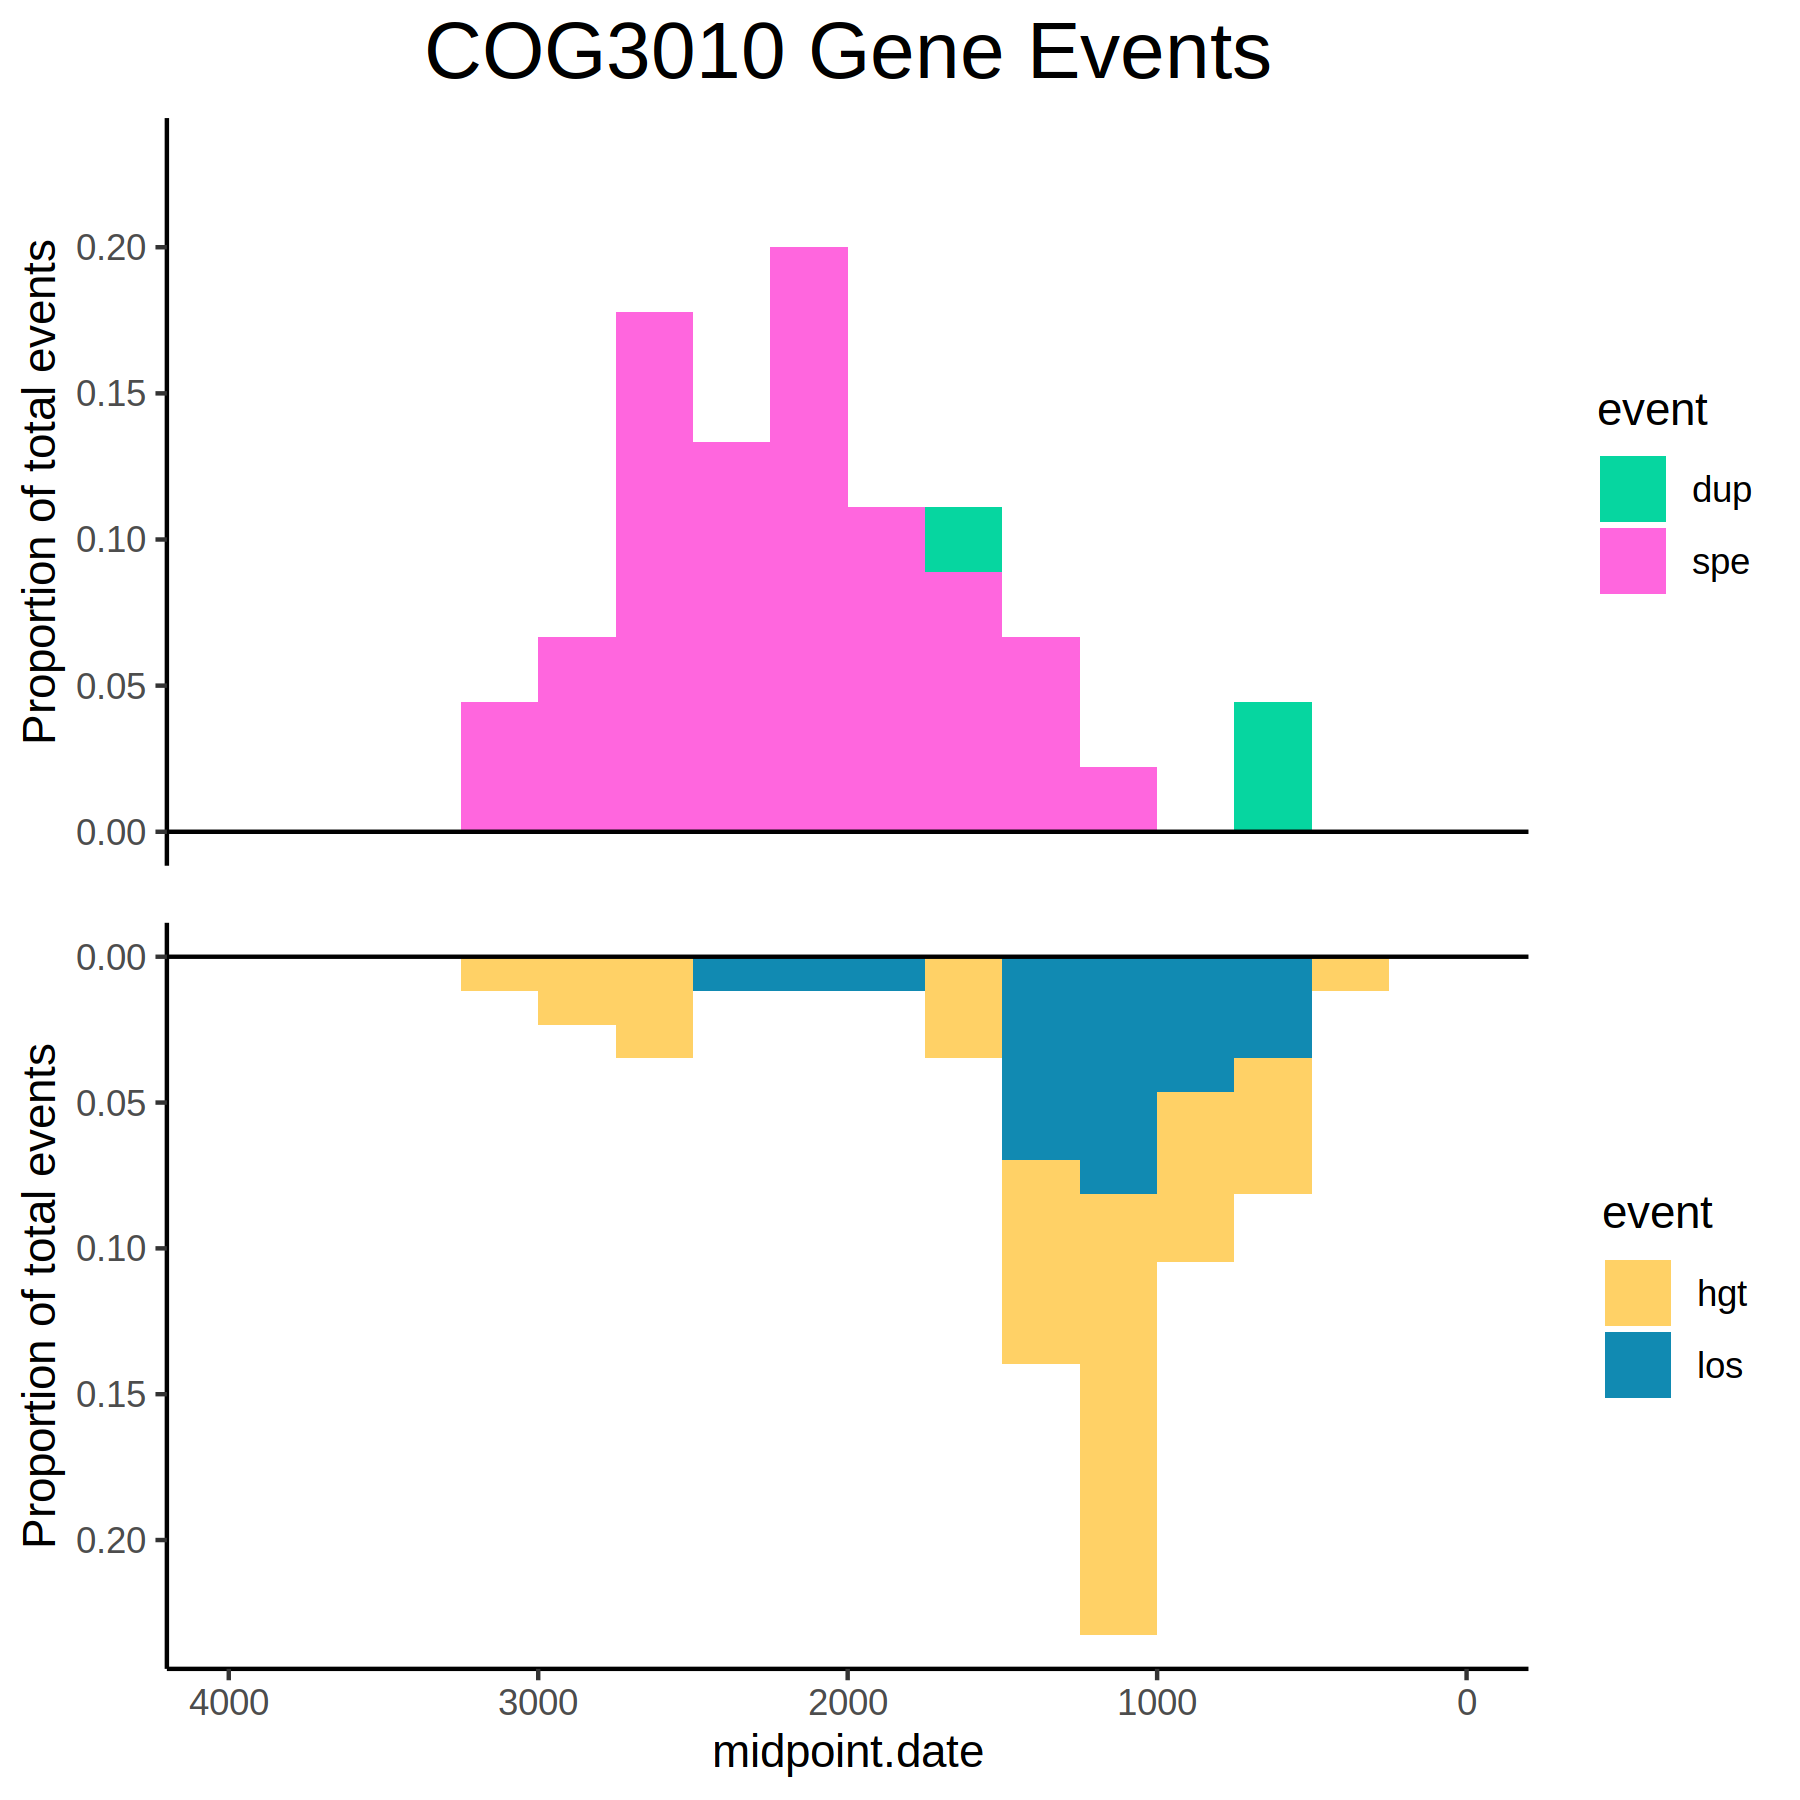 COG3010 Gene Events
Proportion of total events
0.20
0.15
0.10
0.05
0.00
event
dup
spe
Proportion of total events
0.00
0.05
0.10
0.15
0.20
event
hgt
los
4000 3000 2000 1000 0
midpoint.date